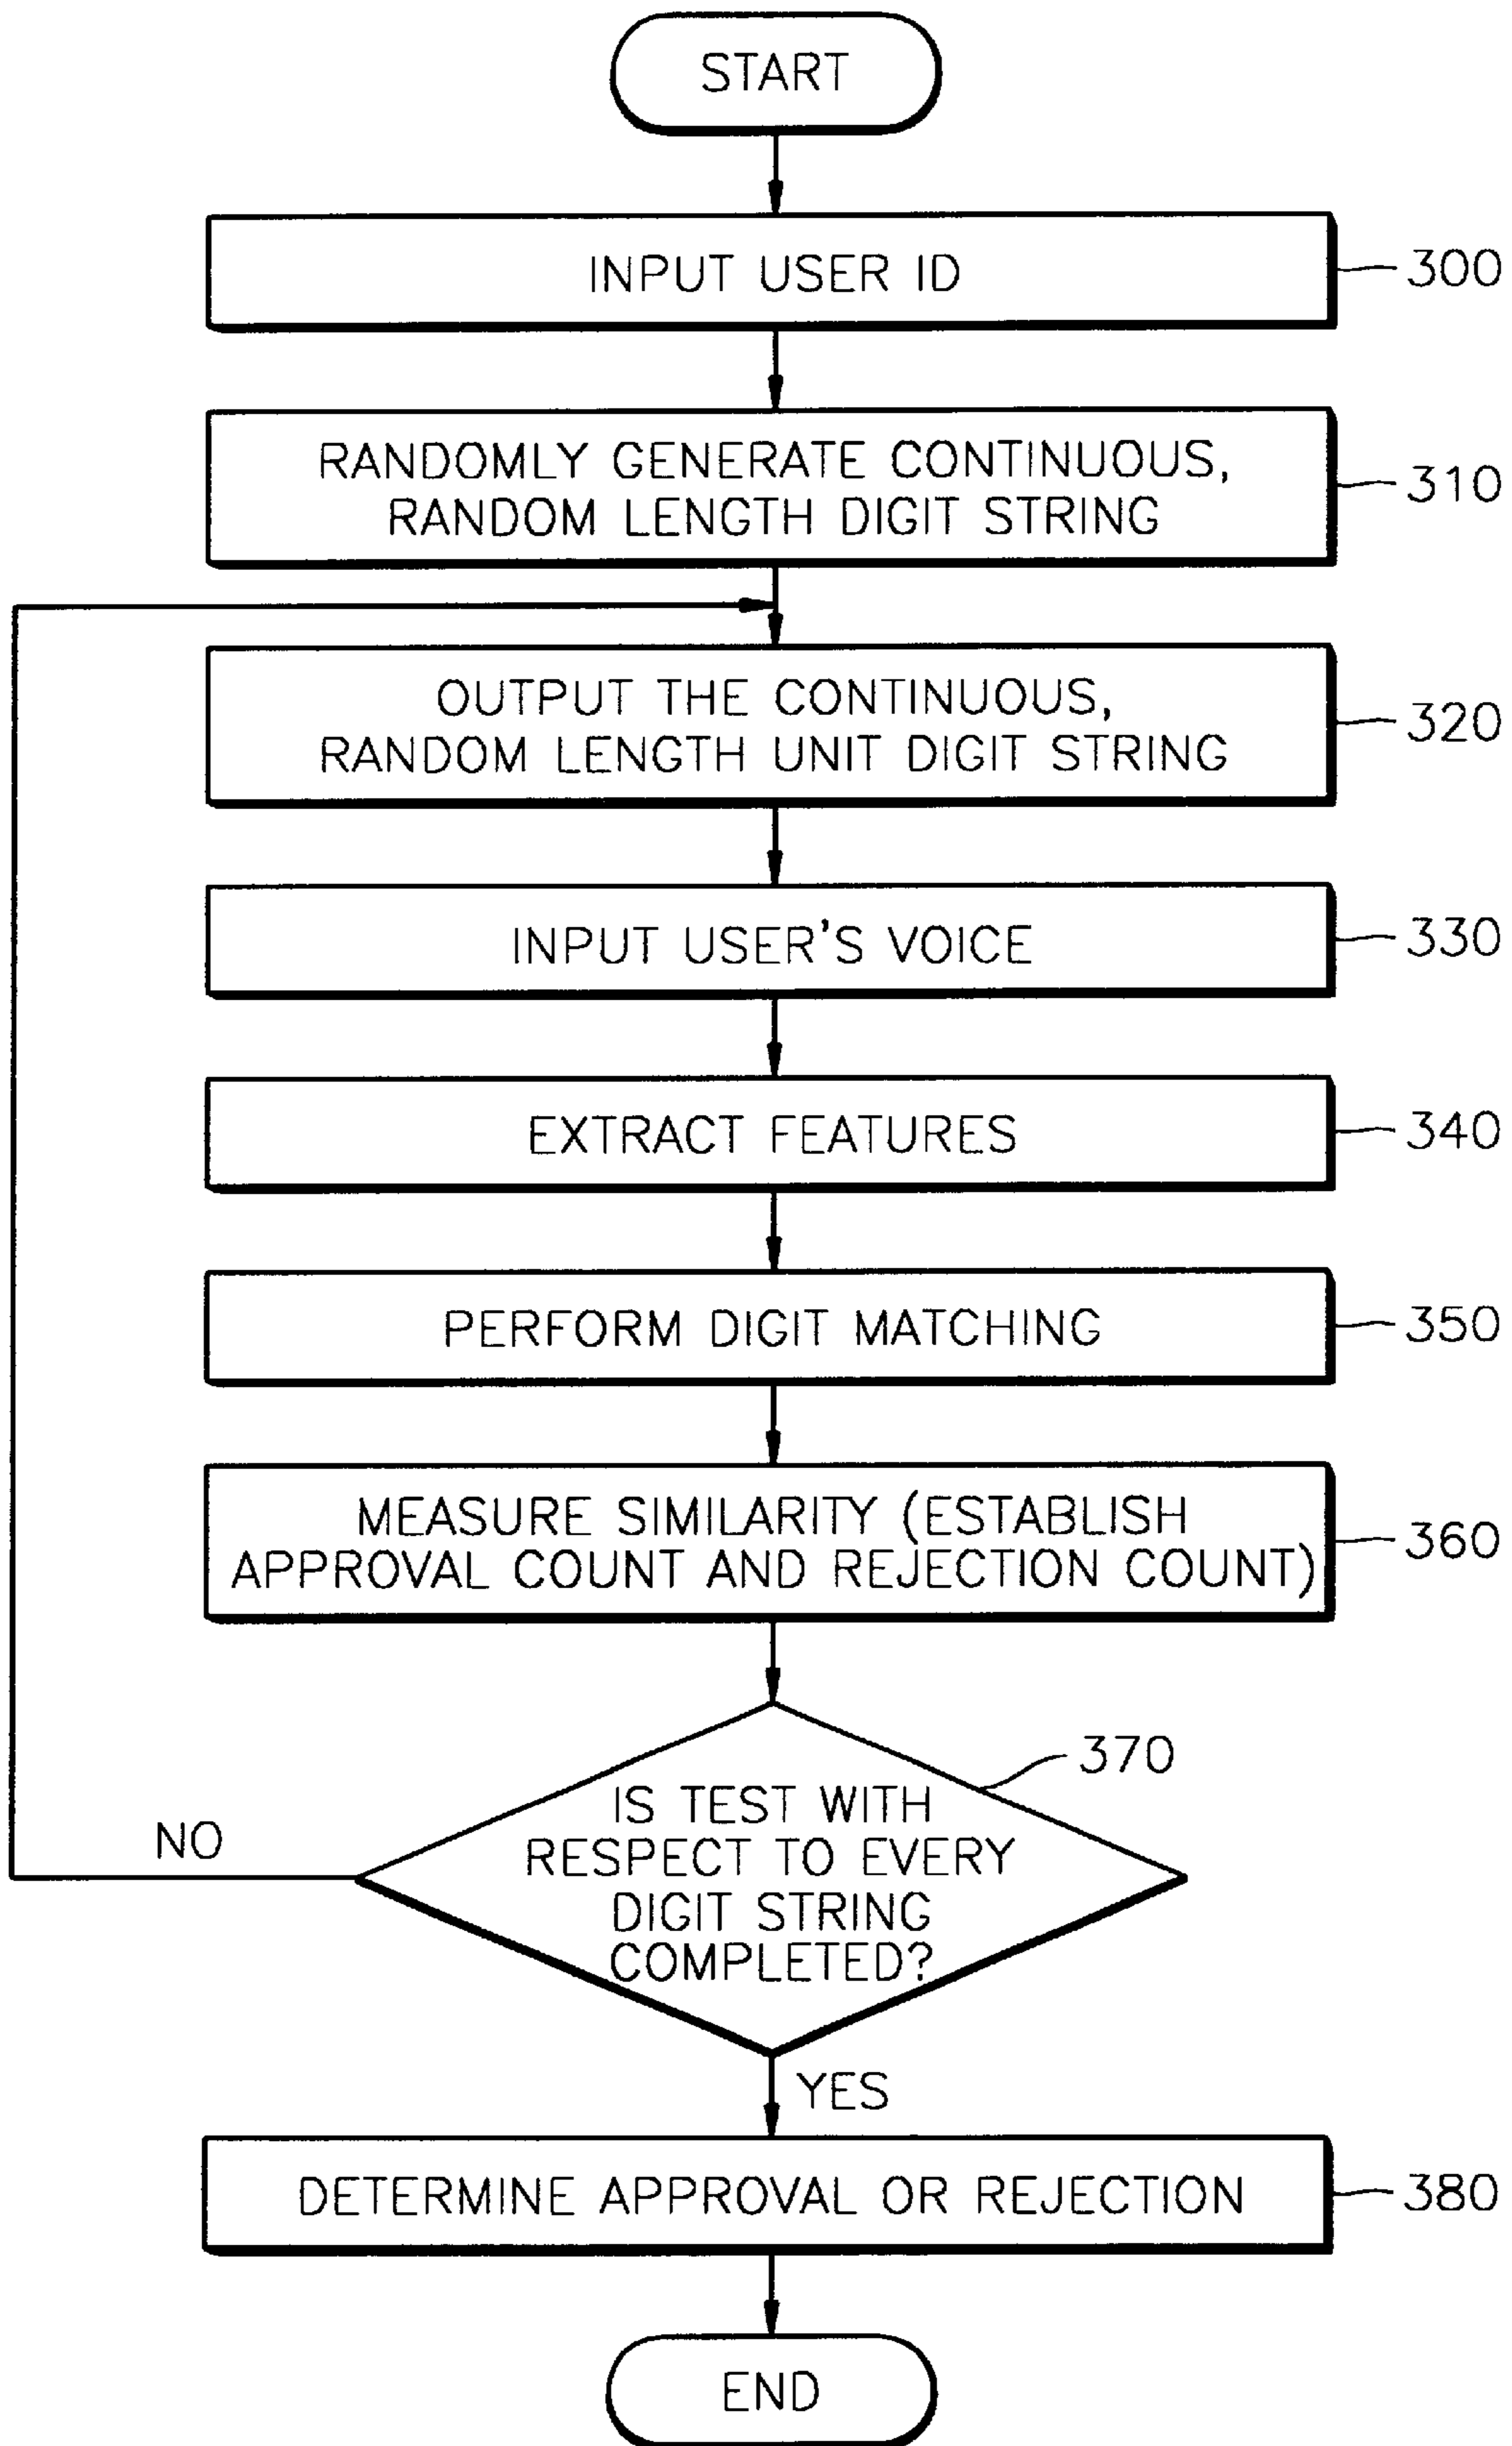 START
INPUT USER ID
300
RANDOMLY GENERATE CONTINUOUS,
RANDOM LENGTH DIGIT STRING
310
OUTPUT THE CONTINUOUS,
RANDOM LENGTH UNIT DIGIT STRING
320
INPUT USER'S VOICE
330
EXTRACT FEATURES
340
PERFORM DIGIT MATCHING
350
MEASURE SIMILARITY (ESTABLISH
APPROVAL COUNT AND REJECTION COUNT)
360
370
IS TEST WITH
RESPECT TO EVERY
DIGIT STRING
COMPLETED?
NO
YES
DETERMINE APPROVAL OR REJECTION
380
END